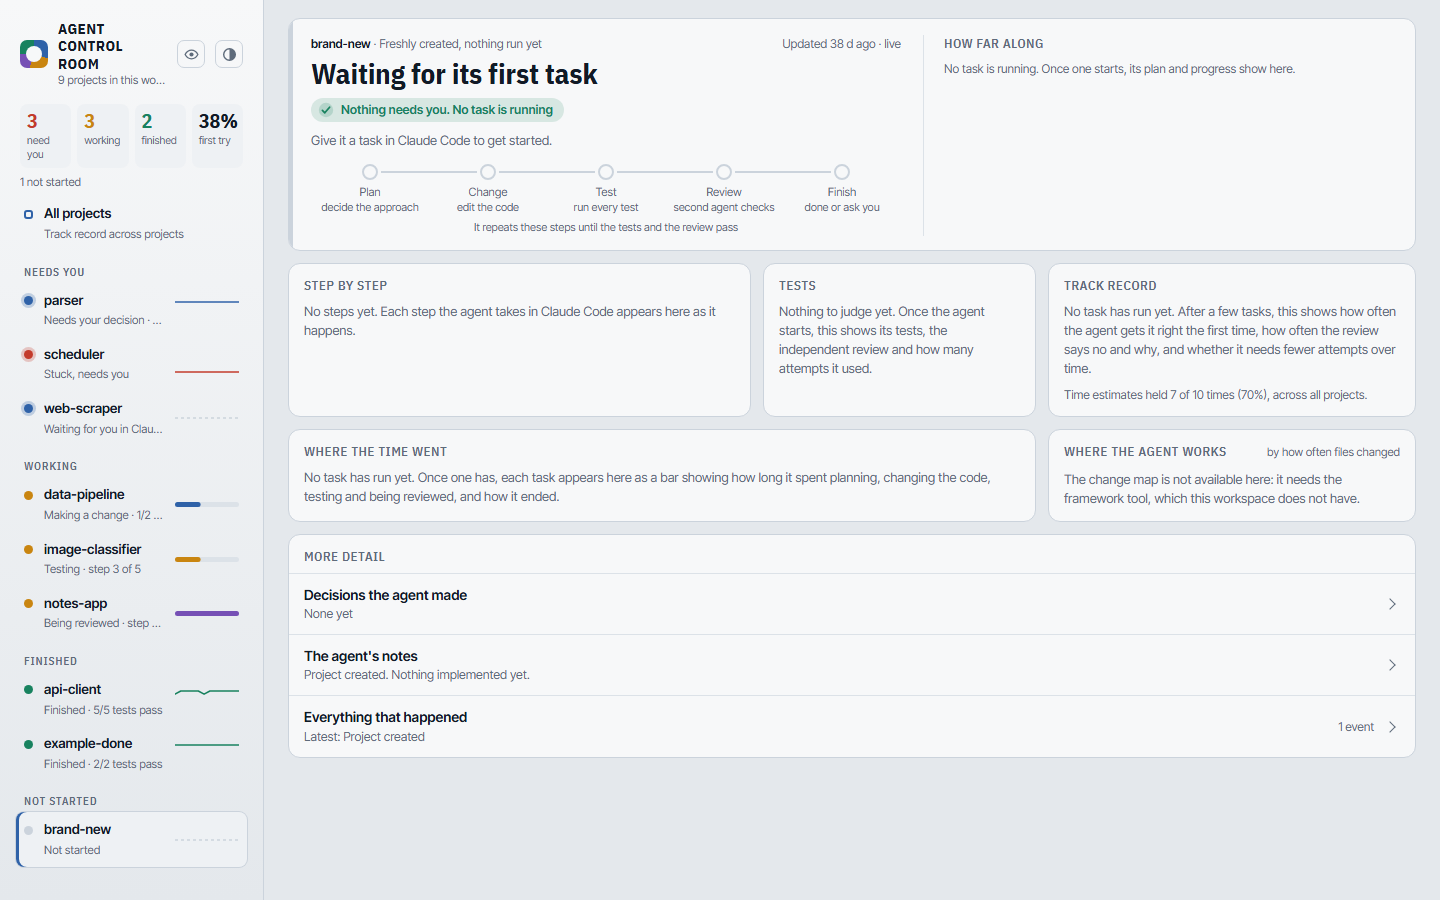 AGENT
CONTROL
ROOM
9 projects in this wo...
3
need
you
3
working
2
finished
38%
first try
1 not started
All projects
Track record across projects
NEEDS YOU
parser
Needs your decision · ...
scheduler
Stuck, needs you
web-scraper
Waiting for you in Clau...
WORKING
data-pipeline
Making a change · 1/2 ...
image-classifier
Testing · step 3 of 5
notes-app
Being reviewed · step ...
FINISHED
api-client
Finished · 5/5 tests pass
example-done
Finished · 2/2 tests pass
NOT STARTED
brand-new
Not started
brand-new · Freshly created, nothing run yet
Updated 38 d ago · live
Waiting for its first task
Nothing needs you. No task is running
Give it a task in Claude Code to get started.
Plan
decide the approach
Change
edit the code
Test
run every test
Review
second agent checks
Finish
done or ask you
It repeats these steps until the tests and the review pass
HOW FAR ALONG
No task is running. Once one starts, its plan and progress show here.
STEP BY STEP
No steps yet. Each step the agent takes in Claude Code appears here as it
happens.
TESTS
Nothing to judge yet. Once the agent
starts, this shows its tests, the
independent review and how many
attempts it used.
TRACK RECORD
No task has run yet. After a few tasks, this shows how often
the agent gets it right the first time, how often the review
says no and why, and whether it needs fewer attempts over
time.
Time estimates held 7 of 10 times (70%), across all projects.
WHERE THE TIME WENT
No task has run yet. Once one has, each task appears here as a bar showing how long it spent planning, changing the code,
testing and being reviewed, and how it ended.
WHERE THE AGENT WORKS
by how often files changed
The change map is not available here: it needs the
framework tool, which this workspace does not have.
MORE DETAIL
Decisions the agent made
None yet
The agent's notes
Project created. Nothing implemented yet.
Everything that happened
Latest: Project created
1 event